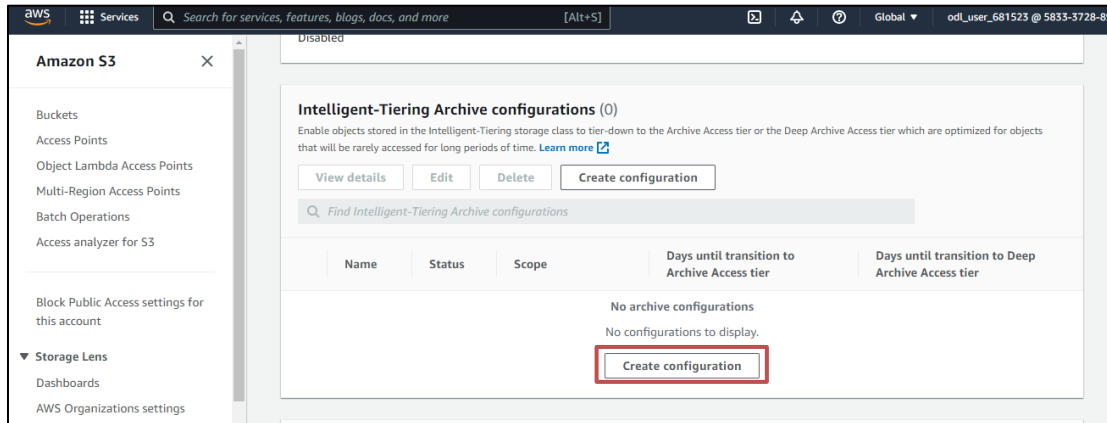 aws Services Search for services, features, blogs, docs, and more [Alt+S] Global ▼ odl_user_681523 @ 5833-3728-
Disabled
Amazon S3
Buckets
Access Points
Object Lambda Access Points
Multi-Region Access Points
Batch Operations
Access analyzer for S3
Block Public Access settings for
this account
▼ Storage Lens
Dashboards
AWS Organizations settings
Intelligent-Tiering Archive configurations (0)
Enable objects stored in the Intelligent-Tiering storage class to tier-down to the Archive Access tier or the Deep Archive Access tier which are optimized for objects
that will be rarely accessed for long periods of time. Learn more
View details Edit Delete Create configuration
Find Intelligent-Tiering Archive configurations
Name Status Scope Days until transition to Archive Access tier Days until transition to Deep Archive Access tier
No archive configurations
No configurations to display.
Create configuration